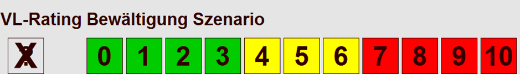 VL-Rating Bewältigung Szenario
X 0 1 2 3 4 5 6 7 8 9 10